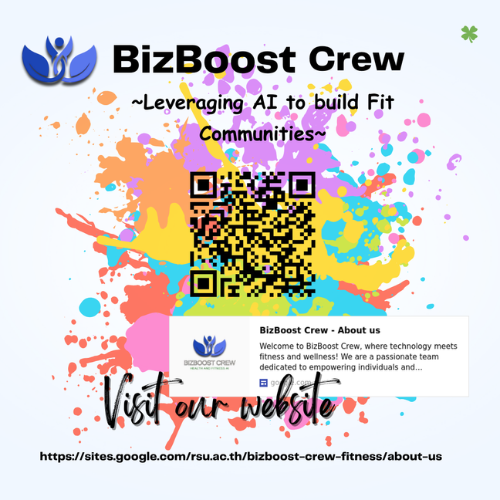 BizBoost Crew
~Leveraging AI to build Fit
Communities~
BizBoost Crew - About us
Welcome to BizBoost Crew, where technology meets
fitness and wellness! We are a passionate team
dedicated to empowering individuals and...
BIZBOOST CREW
Visit our website
https://sites.google.com/rsu.ac.th/bizboost-crew-fitness/about-us